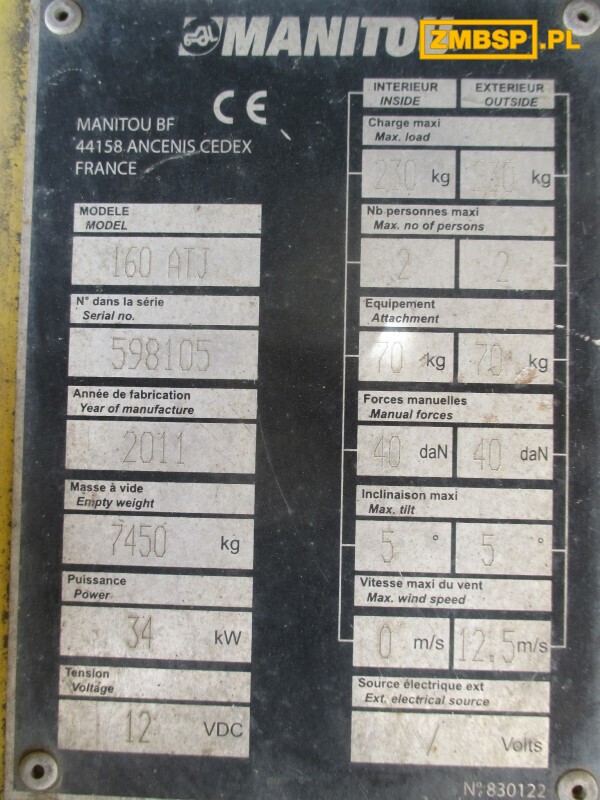 MANITOU
ZMBSP.PL
CE
MANITOU BF
44158 ANCENIS CEDEX
FRANCE
MODELE
MODEL
160 ATJ
N° dans la série
Serial no.
598105
Année de fabrication
Year of manufacture
2011
Masse à vide
Empty weight
7450 kg
Puissance
Power
34 kW
Tension
Voltage
12 VDC
INTERIEUR EXTERIEUR
INSIDE OUTSIDE
Charge maxi
Max. load
230 kg 230 kg
Nb personnes maxi
Max. no of persons
2 2
Equipement
Attachment
70 kg 70 kg
Forces manuelles
Manual forces
40 daN 40 daN
Inclinaison maxi
Max. tilt
5 ° 5 °
Vitesse maxi du vent
Max. wind speed
0 m/s 12.5 m/s
Source électrique ext
Ext. electrical source
/ Volts
N° 830122